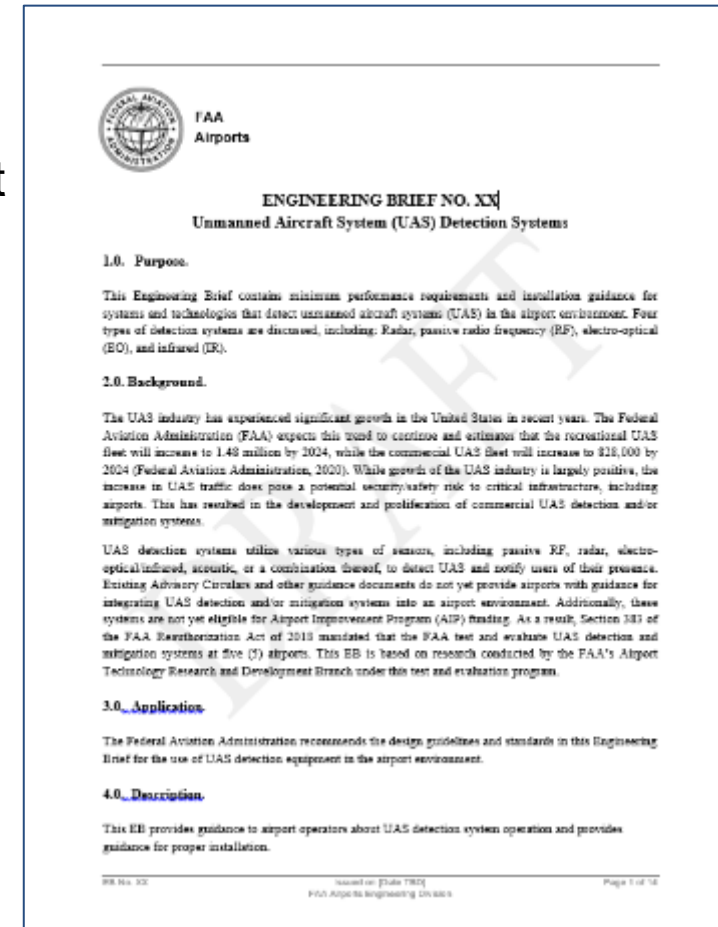 t
FEDERAL AVIATION
ADMINISTRATION
FAA
Airports
ENGINEERING BRIEF NO. XX
Unmanned Aircraft System (UAS) Detection Systems
1.0. Purpose.
This Engineering Brief contains minimum performance requirements and installation guidance for
systems and technologies that detect unmanned aircraft systems (UAS) in the airport environment. Four
types of detection systems are discussed, including: Radar, passive radio frequency (RF), electro-optical
(EO), and infrared (IR).
2.0. Background.
The UAS industry has experienced significant growth in the United States in recent years. The Federal
Aviation Administration (FAA) expects this trend to continue and estimates that the recreational UAS
fleet will increase to 1.48 million by 2024, while the commercial UAS fleet will increase to 828,000 by
2024 (Federal Aviation Administration, 2020). While growth of the UAS industry is largely positive, the
increase in UAS traffic does pose a potential security/safety risk to critical infrastructure, including
airports. This has resulted in the development and proliferation of commercial UAS detection and/or
mitigation systems.
UAS detection systems utilize various types of sensors, including passive RF, radar, electro-
optical/infrared, acoustic, or a combination thereof, to detect UAS and notify users of their presence.
Existing Advisory Circulars and other guidance documents do not yet provide airports with guidance for
integrating UAS detection and/or mitigation systems into an airport environment. Additionally, these
systems are not yet eligible for Airport Improvement Program (AIP) funding. As a result, Section 383 of
the FAA Reauthorization Act of 2018 mandated that the FAA test and evaluate UAS detection and
mitigation systems at five (5) airports. This EB is based on research conducted by the FAA's Airport
Technology Research and Development Branch under this test and evaluation program.
3.0. Application.
The Federal Aviation Administration recommends the design guidelines and standards in this Engineering
Brief for the use of UAS detection equipment in the airport environment.
4.0. Description.
This EB provides guidance to airport operators about UAS detection system operation and provides
guidance for proper installation.
EB No. XX
Issued on [Date TBD]
Page 1 of 14
FAA Airports Engineering Division
DRAFT